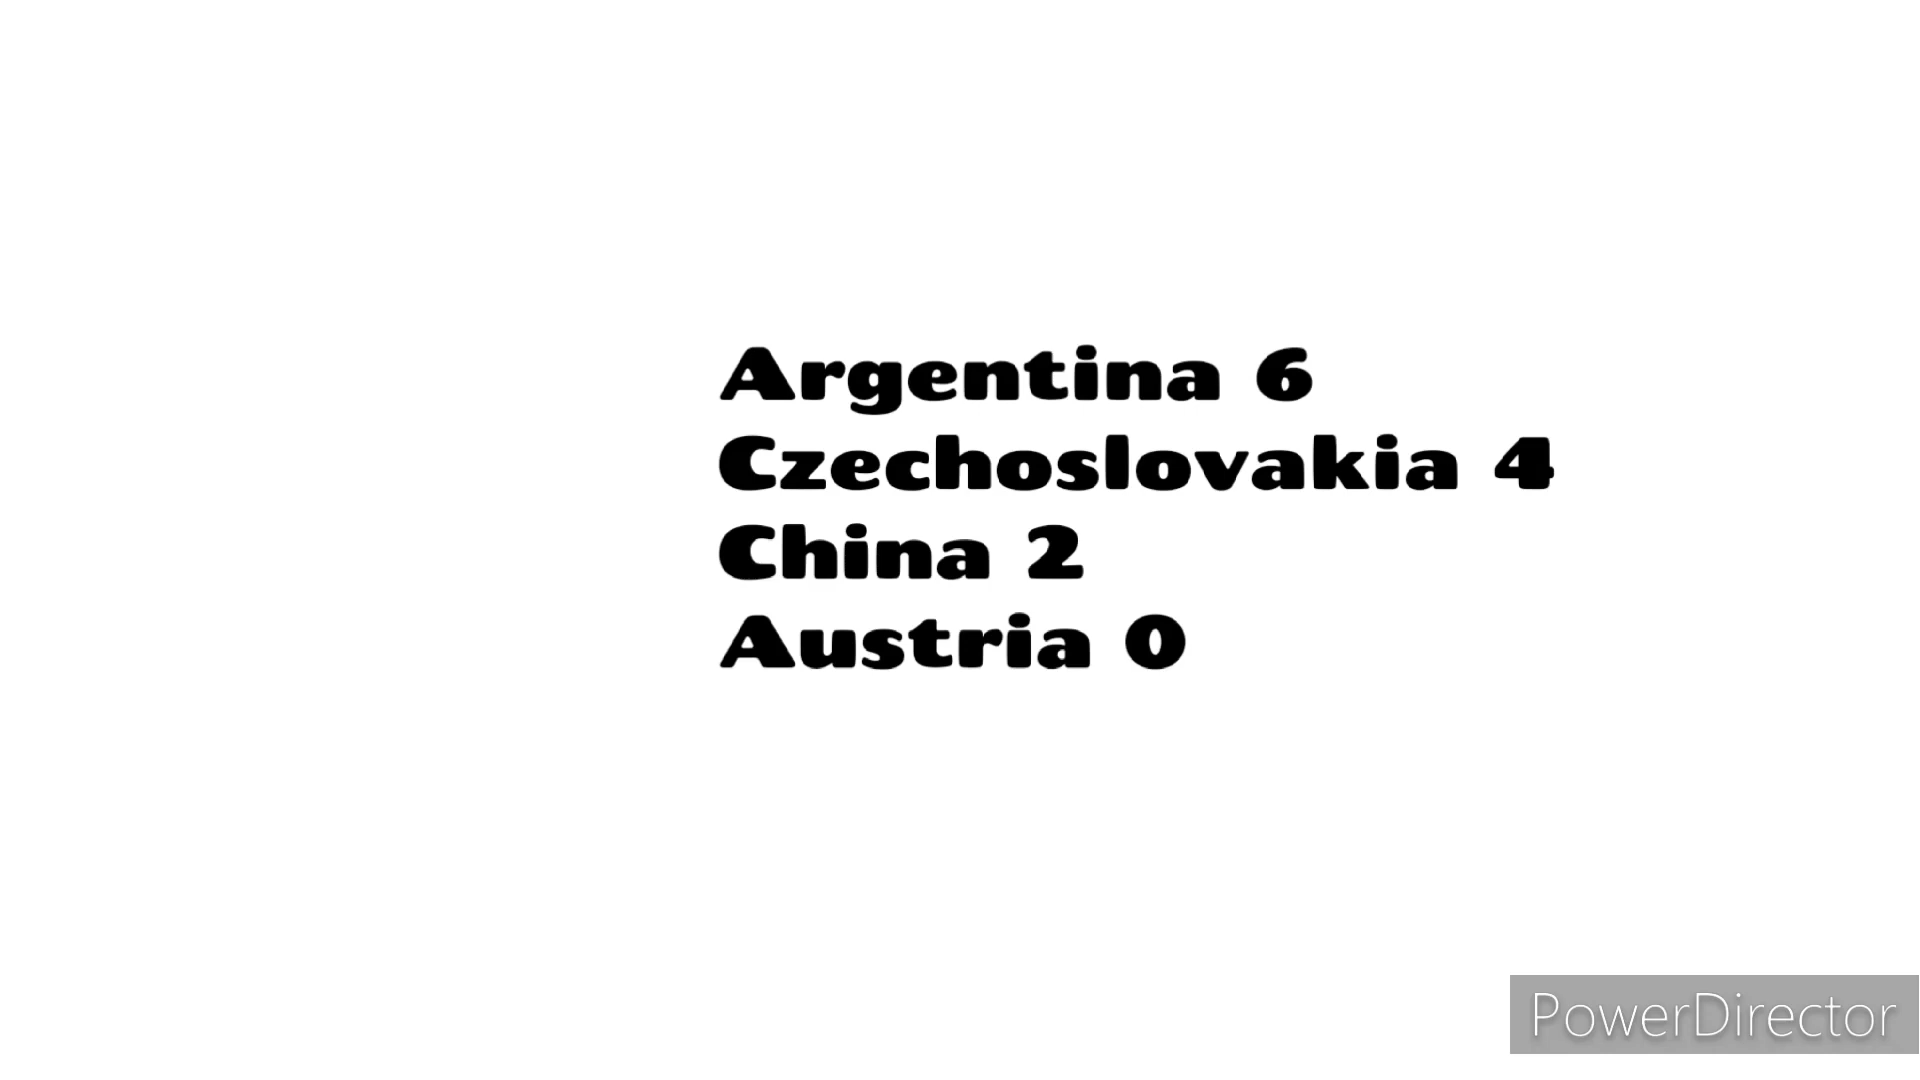 Argentina 6
Czechoslovakia 4
China 2
Austria 0
PowerDirector